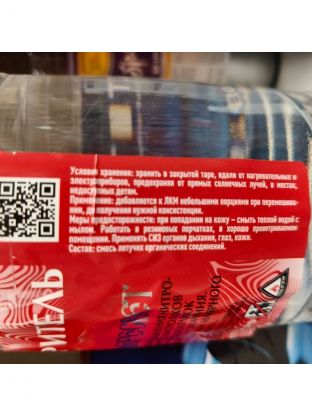 Условия хранения: хранить в закрытой таре, вдали от нагревательных и
электроприборов, предохраняя от прямых солнечных лучей, в местах,
недоступных детям.
Применение: добавляется к ЛКМ небольшими порциями при перемешива-
нии, до получения нужной консистенции.
Меры предосторожности: при попадании на кожу – смыть теплой водой с
мылом. Работать в резиновых перчатках, в хорошо проветриваемом
помещении. Применять СИЗ органов дыхания, глаз, кожи.
Состав: смесь летучих органических соединений.
РИТЕЛЬ